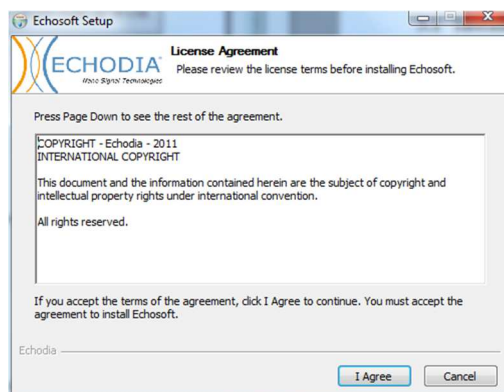 Echosoft Setup
ECHODIA
Nano Signal Technologies
License Agreement
Please review the license terms before installing Echosoft.
Press Page Down to see the rest of the agreement.
COPYRIGHT - Echodia - 2011
INTERNATIONAL COPYRIGHT
This document and the information contained herein are the subject of copyright and
intellectual property rights under international convention.
All rights reserved.
If you accept the terms of the agreement, click I Agree to continue. You must accept the
agreement to install Echosoft.
Echodia
I Agree
Cancel